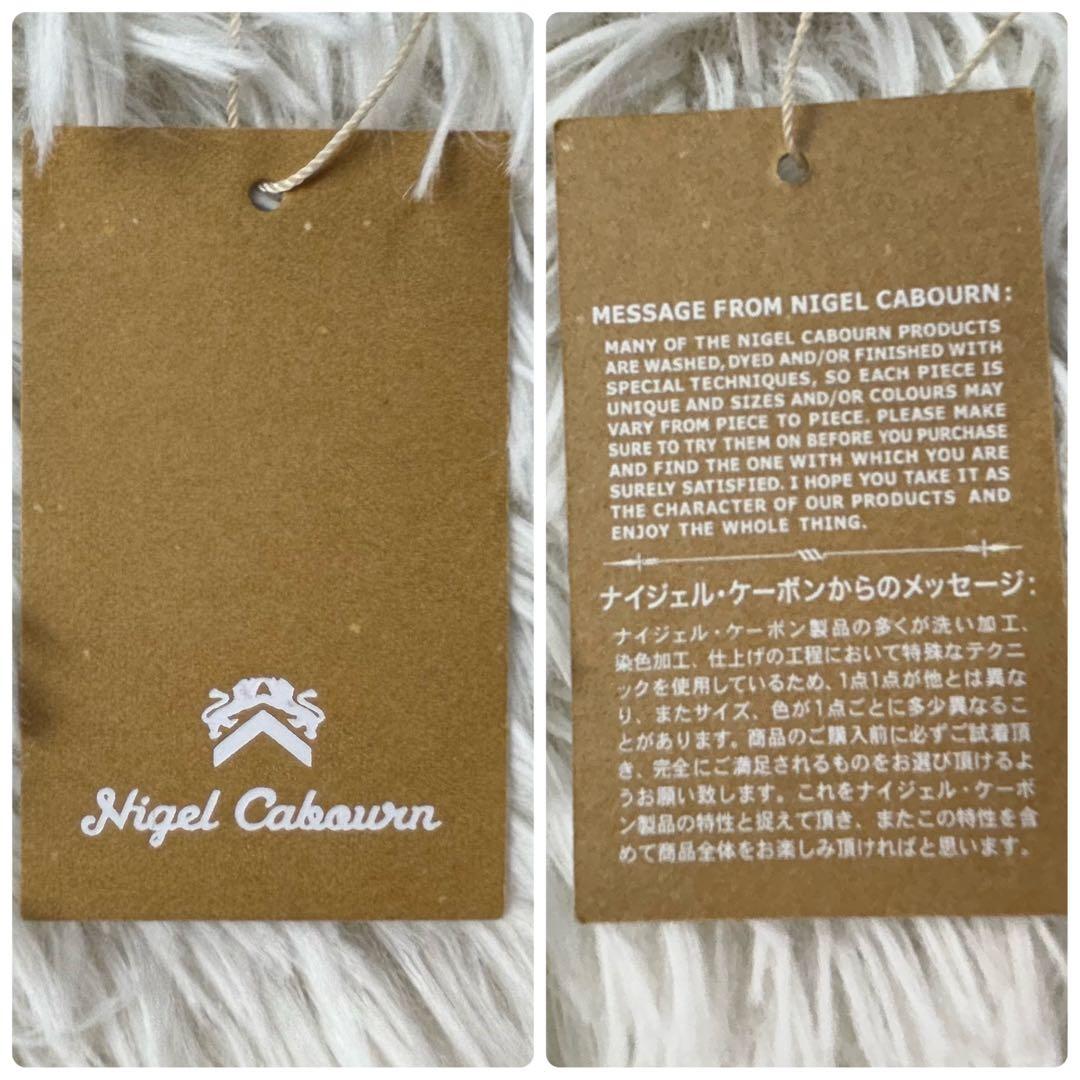 Nigel Cabourn
MESSAGE FROM NIGEL CABOURN:
MANY OF THE NIGEL CABOURN PRODUCTS
ARE WASHED, DYED AND/OR FINISHED WITH
SPECIAL TECHNIQUES, SO EACH PIECE IS
UNIQUE AND SIZES AND/OR COLOURS MAY
VARY FROM PIECE TO PIECE. PLEASE MAKE
SURE TO TRY THEM ON BEFORE YOU PURCHASE
AND FIND THE ONE WITH WHICH YOU ARE
SURELY SATISFIED. I HOPE YOU TAKE IT AS
THE CHARACTER OF OUR PRODUCTS AND
ENJOY THE WHOLE THING.
ナイジェル・ケーボンからのメッセージ:
ナイジェル・ケーボン製品の多くが洗い加工、
染色加工、仕上げの工程において特殊なテクニ
ックを使用しているため、1点1点が他とは異な
り、またサイズ、色が1点ごとに多少異なるこ
とがあります。商品のご購入前に必ずご試着頂
き、完全にご満足されるものをお選び頂けるよ
うお願い致します。これをナイジェル・ケーボ
ン製品の特性と捉えて頂き、またこの特性を含
めて商品全体をお楽しみ頂ければと思います。